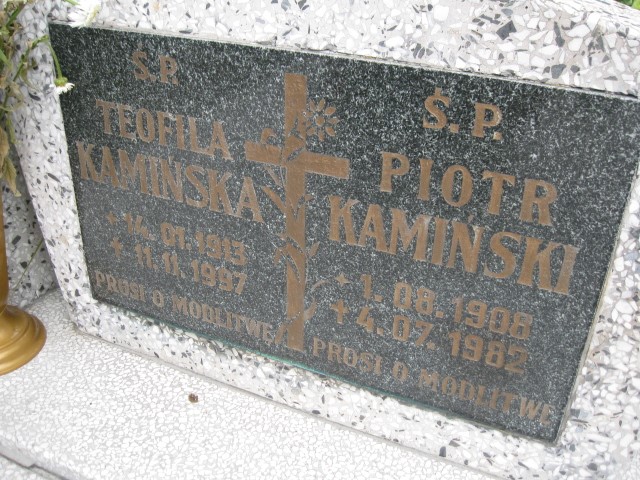 Ś.P.
TEOFILA
KAMIŃSKA
+ 14.01.1913
+ 11.11.1997
PROSI O MODLITWĘ
Ś.P.
PIOTR
KAMIŃSKI
+ 1.08.1908
+ 4.07.1982
PROSI O MODLITWĘ